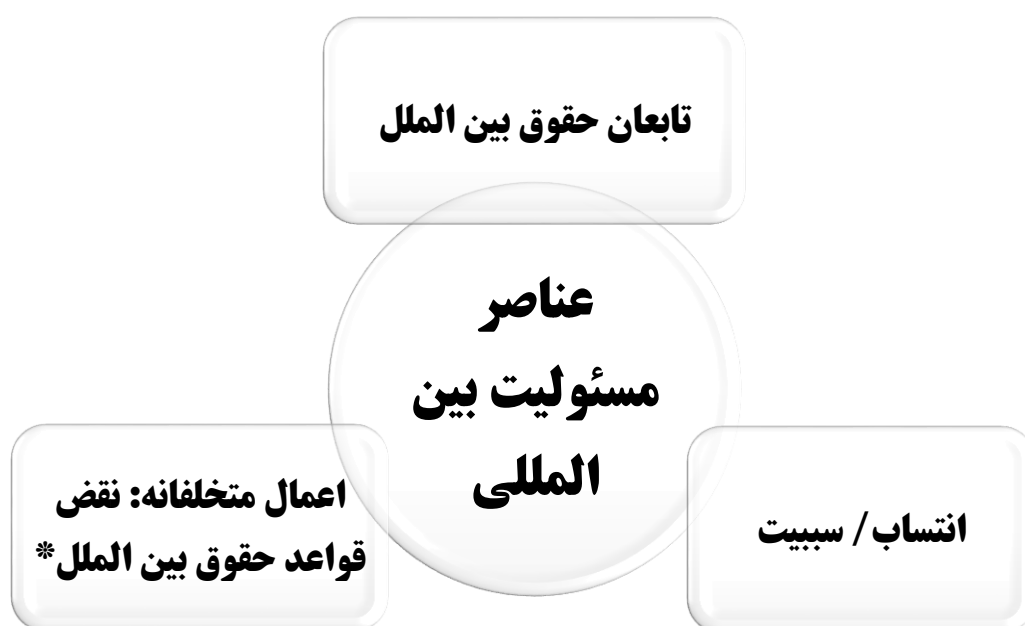 تابعان حقوق بین الملل
عناصر
مسئولیت بین
المللی
انتساب/ سببیت
اعمال متخلفانه: نقض
قواعد حقوق بین الملل*